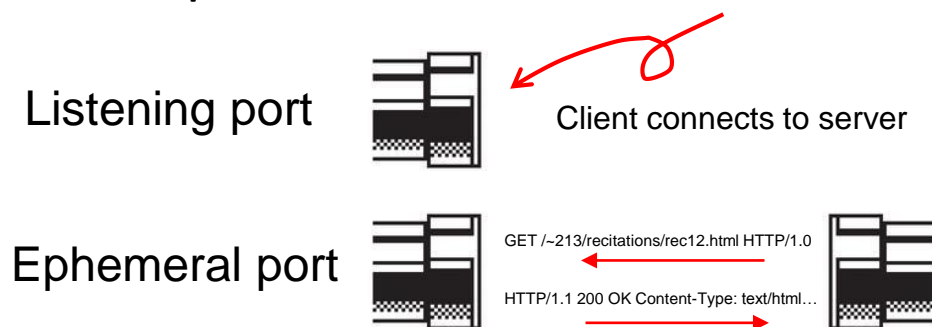 Listening port
Client connects to server
Ephemeral port
GET /~213/recitations/rec12.html HTTP/1.0
HTTP/1.1 200 OK Content-Type: text/html…